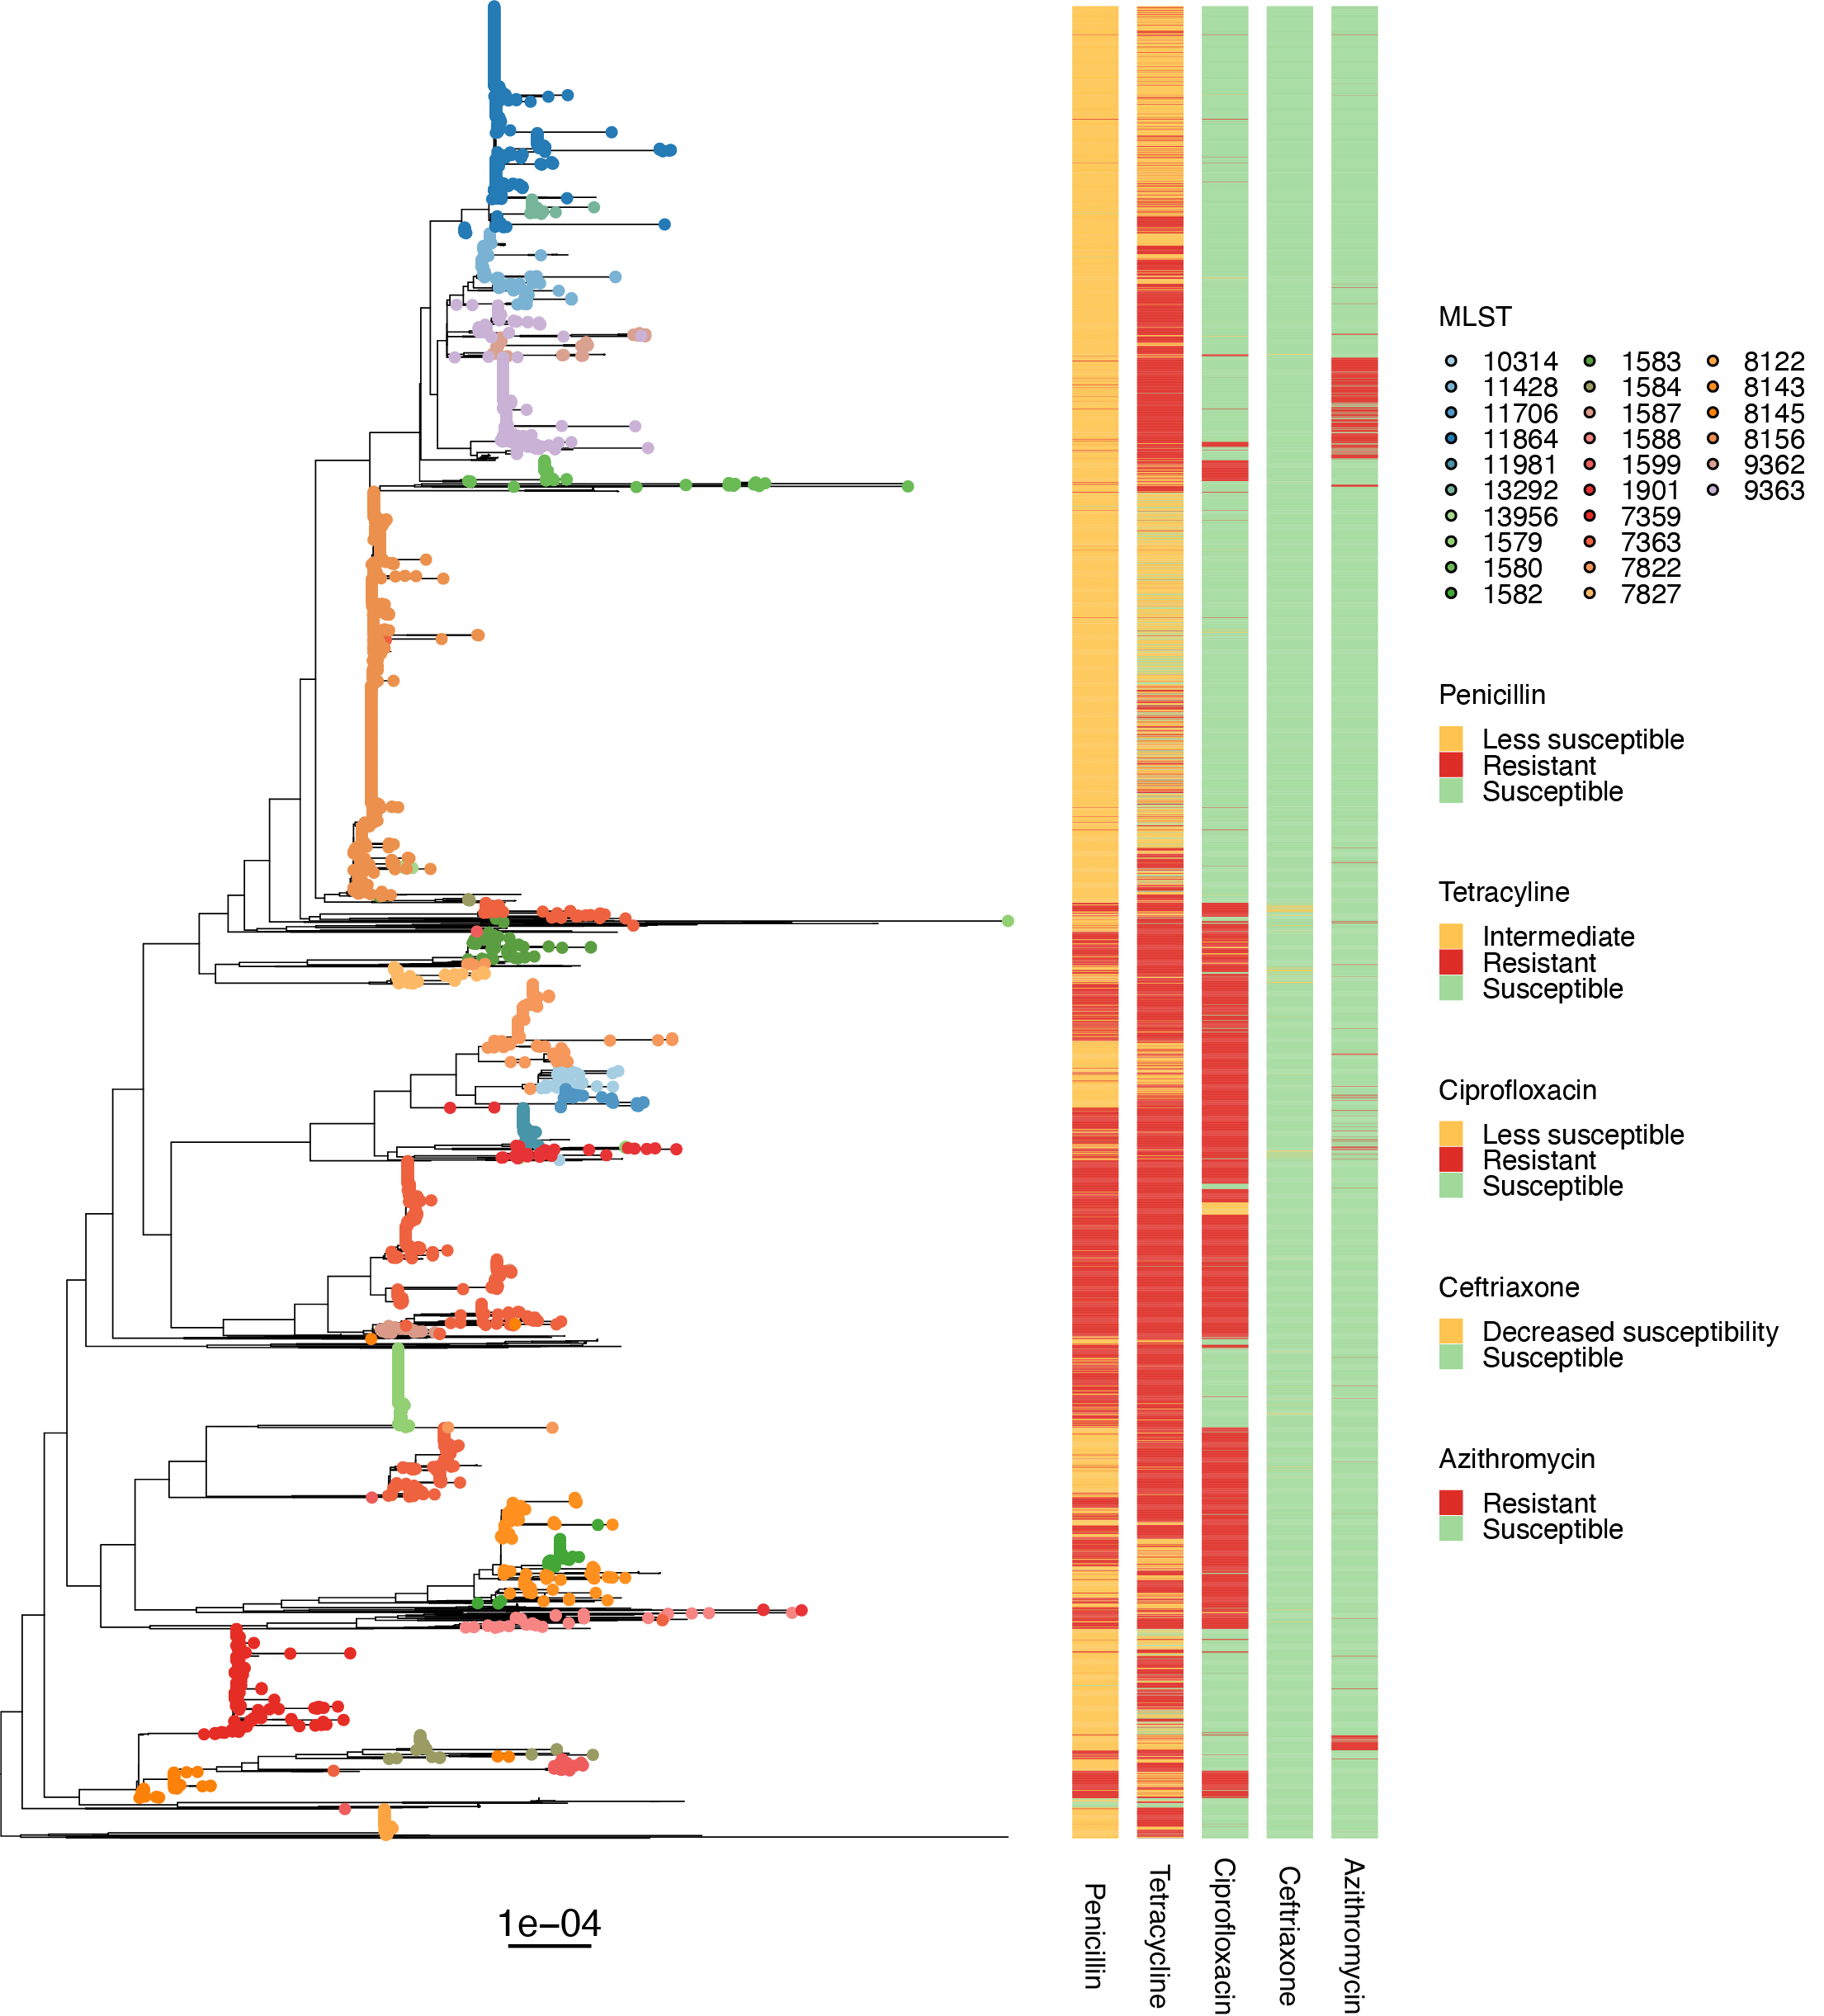 MLST
10314 1583 8122
11428 1584 8143
11706 1587 8145
11864 1588 8156
11981 1599 9362
13292 1901 9363
13956 7359
1579 7363
1580 7822
1582 7827
Penicillin
Less susceptible
Resistant
Susceptible
Tetracyline
Intermediate
Resistant
Susceptible
Ciprofloxacin
Less susceptible
Resistant
Susceptible
Ceftriaxone
Decreased susceptibility
Susceptible
Azithromycin
Resistant
Susceptible
Penicillin
Tetracycline
Ciprofloxacin
Ceftriaxone
Azithromycin
1e−04